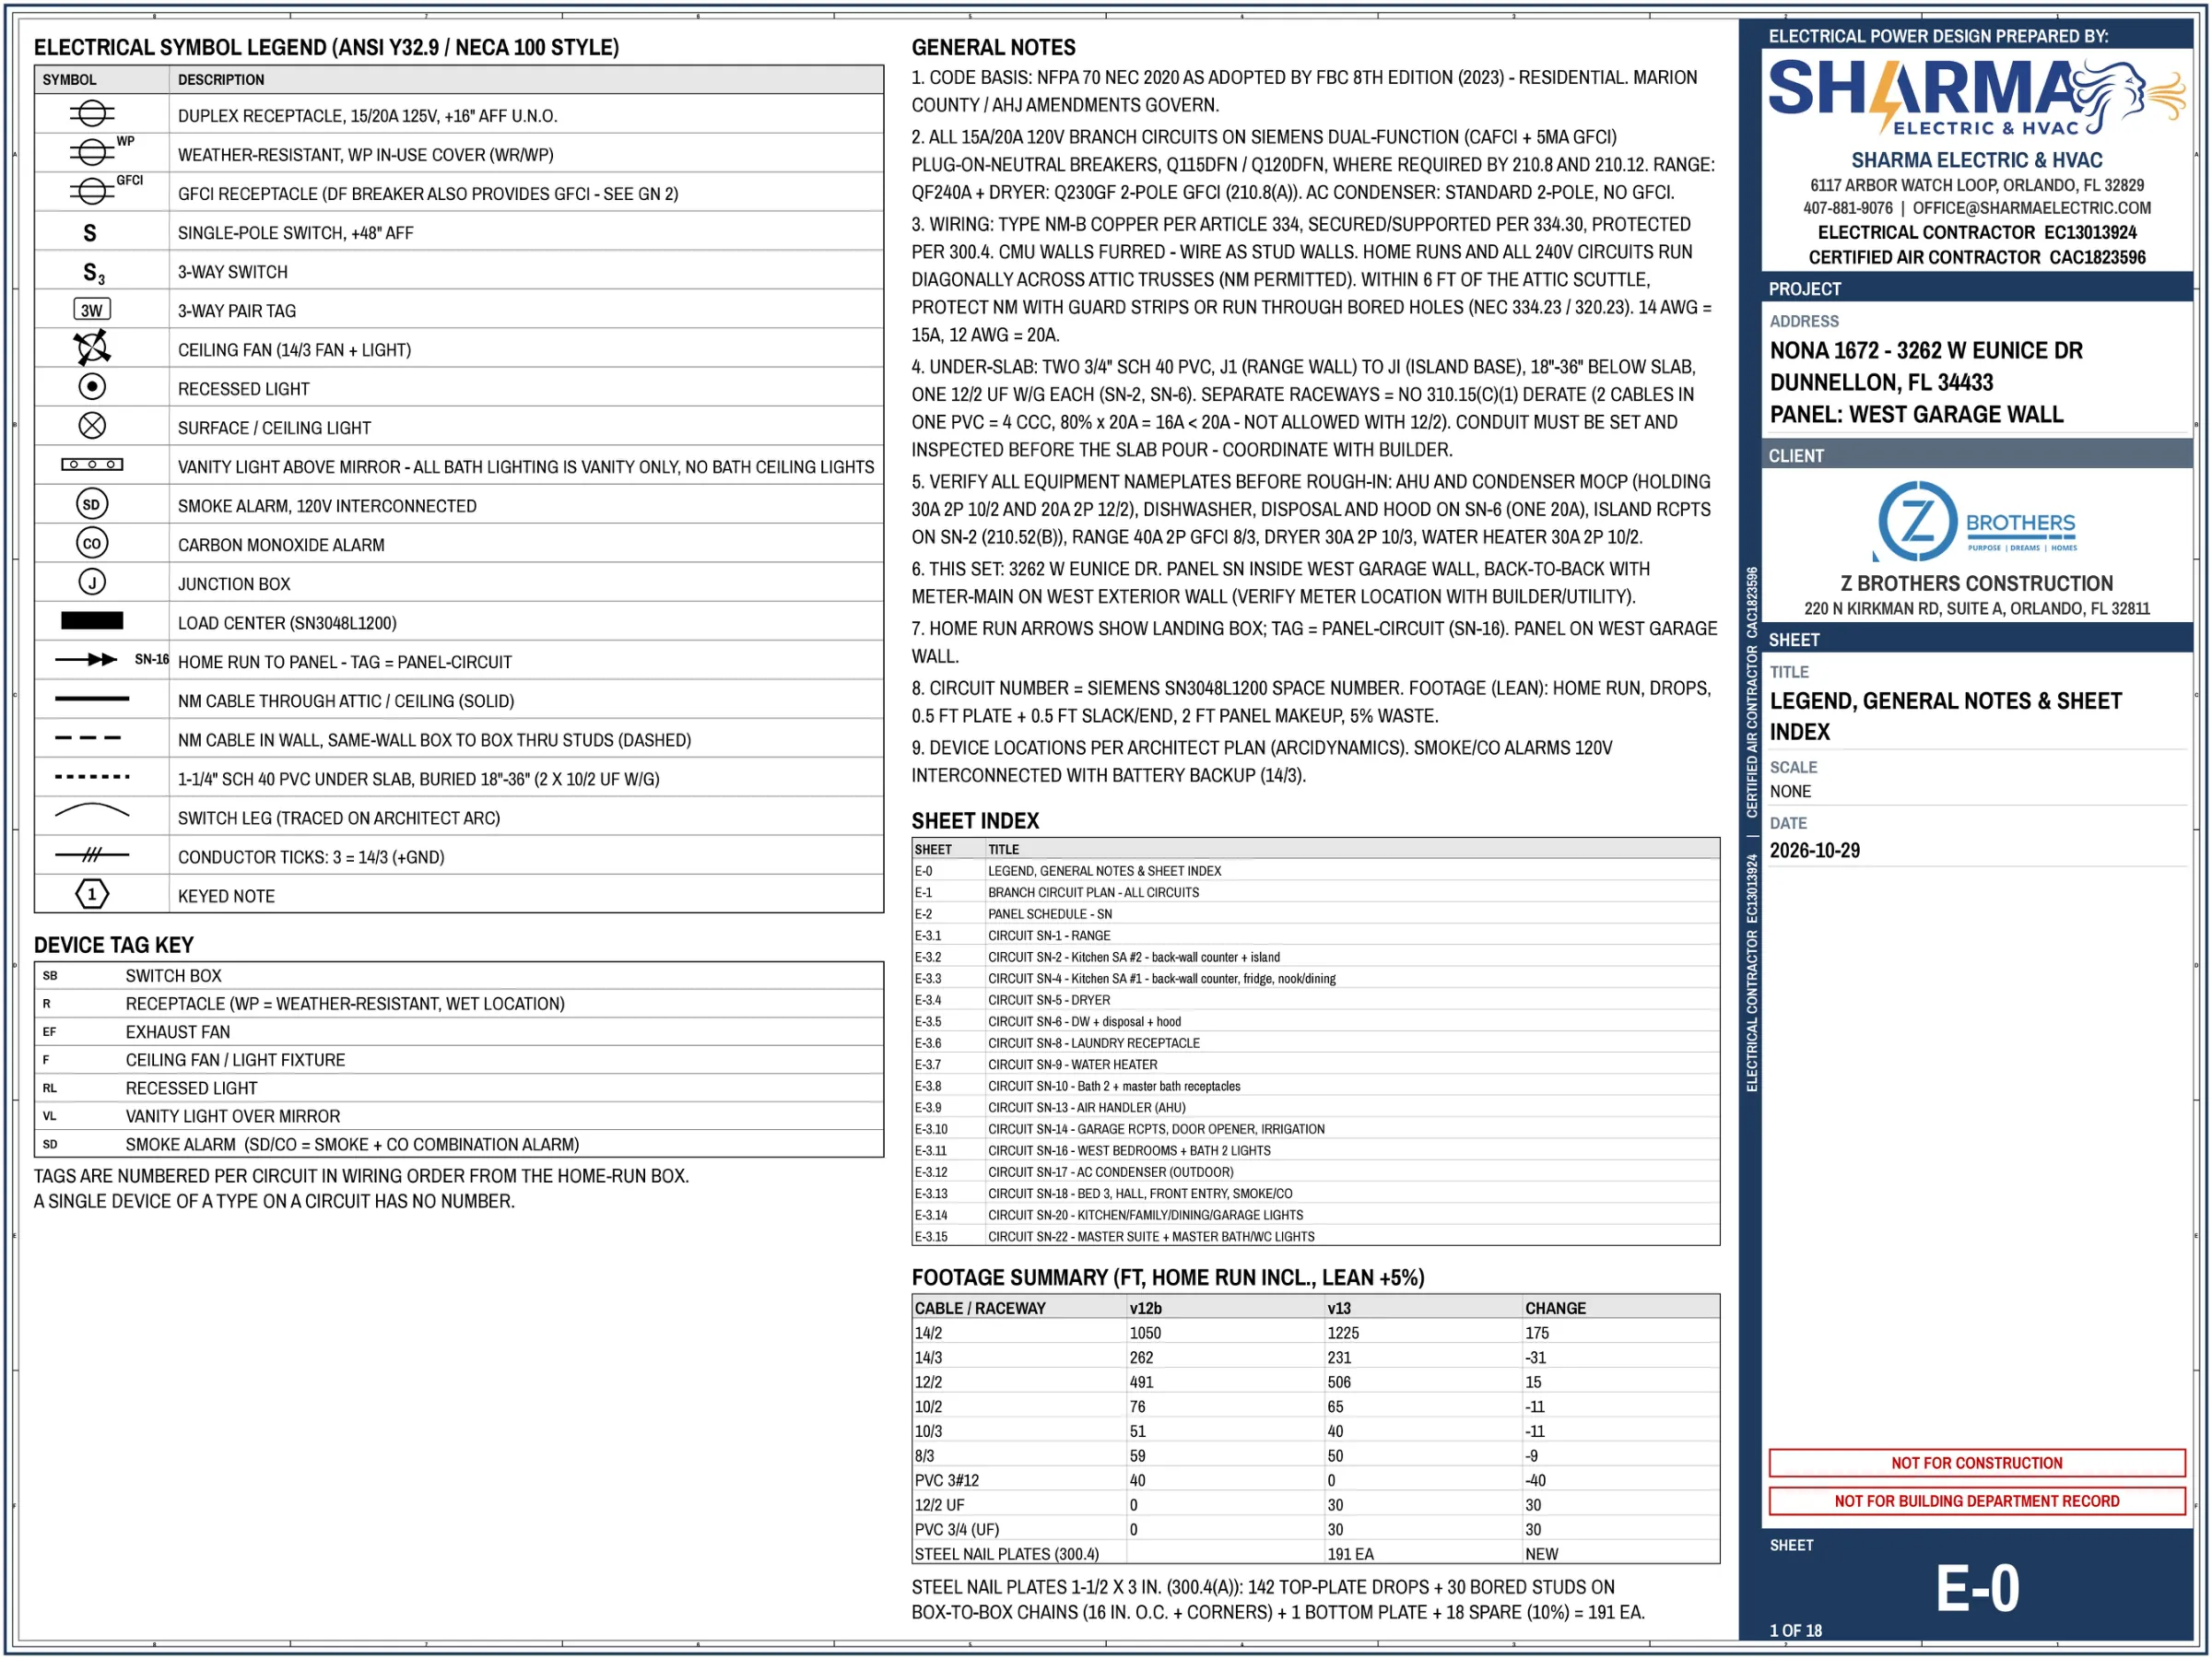 ELECTRICAL SYMBOL LEGEND (ANSI Y32.9 / NECA 100 STYLE)
SYMBOL DESCRIPTION
DUPLEX RECEPTACLE, 15/20A 125V, +16" AFF U.N.O.
WP WEATHER-RESISTANT, WP IN-USE COVER (WR/WP)
GFCI GFCI RECEPTACLE (DF BREAKER ALSO PROVIDES GFCI - SEE GN 2)
S SINGLE-POLE SWITCH, +48" AFF
S3 3-WAY SWITCH
3W 3-WAY PAIR TAG
CEILING FAN (14/3 FAN + LIGHT)
RECESSED LIGHT
SURFACE / CEILING LIGHT
VANITY LIGHT ABOVE MIRROR - ALL BATH LIGHTING IS VANITY ONLY, NO BATH CEILING LIGHTS
SD SMOKE ALARM, 120V INTERCONNECTED
CO CARBON MONOXIDE ALARM
J JUNCTION BOX
LOAD CENTER (SN3048L1200)
SN-16 HOME RUN TO PANEL - TAG = PANEL-CIRCUIT
NM CABLE THROUGH ATTIC / CEILING (SOLID)
NM CABLE IN WALL, SAME-WALL BOX TO BOX THRU STUDS (DASHED)
1-1/4" SCH 40 PVC UNDER SLAB, BURIED 18"-36" (2 X 10/2 UF W/G)
SWITCH LEG (TRACED ON ARCHITECT ARC)
CONDUCTOR TICKS: 3 = 14/3 (+GND)
1 KEYED NOTE
DEVICE TAG KEY
SB SWITCH BOX
R RECEPTACLE (WP = WEATHER-RESISTANT, WET LOCATION)
EF EXHAUST FAN
F CEILING FAN / LIGHT FIXTURE
RL RECESSED LIGHT
VL VANITY LIGHT OVER MIRROR
SD SMOKE ALARM (SD/CO = SMOKE + CO COMBINATION ALARM)
TAGS ARE NUMBERED PER CIRCUIT IN WIRING ORDER FROM THE HOME-RUN BOX.
A SINGLE DEVICE OF A TYPE ON A CIRCUIT HAS NO NUMBER.
GENERAL NOTES
1. CODE BASIS: NFPA 70 NEC 2020 AS ADOPTED BY FBC 8TH EDITION (2023) - RESIDENTIAL. MARION
COUNTY / AHJ AMENDMENTS GOVERN.
2. ALL 15A/20A 120V BRANCH CIRCUITS ON SIEMENS DUAL-FUNCTION (CAFCI + 5MA GFCI)
PLUG-ON-NEUTRAL BREAKERS, Q115DFN / Q120DFN, WHERE REQUIRED BY 210.8 AND 210.12. RANGE:
QF240A + DRYER: Q230GF 2-POLE GFCI (210.8(A)). AC CONDENSER: STANDARD 2-POLE, NO GFCI.
3. WIRING: TYPE NM-B COPPER PER ARTICLE 334, SECURED/SUPPORTED PER 334.30, PROTECTED
PER 300.4. CMU WALLS FURRED - WIRE AS STUD WALLS. HOME RUNS AND ALL 240V CIRCUITS RUN
DIAGONALLY ACROSS ATTIC TRUSSES (NM PERMITTED). WITHIN 6 FT OF THE ATTIC SCUTTLE,
PROTECT NM WITH GUARD STRIPS OR RUN THROUGH BORED HOLES (NEC 334.23 / 320.23). 14 AWG =
15A, 12 AWG = 20A.
4. UNDER-SLAB: TWO 3/4" SCH 40 PVC, J1 (RANGE WALL) TO JI (ISLAND BASE), 18"-36" BELOW SLAB,
ONE 12/2 UF W/G EACH (SN-2, SN-6). SEPARATE RACEWAYS = NO 310.15(C)(1) DERATE (2 CABLES IN
ONE PVC = 4 CCC, 80% x 20A = 16A < 20A - NOT ALLOWED WITH 12/2). CONDUIT MUST BE SET AND
INSPECTED BEFORE THE SLAB POUR - COORDINATE WITH BUILDER.
5. VERIFY ALL EQUIPMENT NAMEPLATES BEFORE ROUGH-IN: AHU AND CONDENSER MOCP (HOLDING
30A 2P 10/2 AND 20A 2P 12/2), DISHWASHER, DISPOSAL AND HOOD ON SN-6 (ONE 20A), ISLAND RCPTS
ON SN-2 (210.52(B)), RANGE 40A 2P GFCI 8/3, DRYER 30A 2P 10/3, WATER HEATER 30A 2P 10/2.
6. THIS SET: 3262 W EUNICE DR. PANEL SN INSIDE WEST GARAGE WALL, BACK-TO-BACK WITH
METER-MAIN ON WEST EXTERIOR WALL (VERIFY METER LOCATION WITH BUILDER/UTILITY).
7. HOME RUN ARROWS SHOW LANDING BOX; TAG = PANEL-CIRCUIT (SN-16). PANEL ON WEST GARAGE
WALL.
8. CIRCUIT NUMBER = SIEMENS SN3048L1200 SPACE NUMBER. FOOTAGE (LEAN): HOME RUN, DROPS,
0.5 FT PLATE + 0.5 FT SLACK/END, 2 FT PANEL MAKEUP, 5% WASTE.
9. DEVICE LOCATIONS PER ARCHITECT PLAN (ARCIDYNAMICS). SMOKE/CO ALARMS 120V
INTERCONNECTED WITH BATTERY BACKUP (14/3).
SHEET INDEX
SHEET TITLE
E-0 LEGEND, GENERAL NOTES & SHEET INDEX
E-1 BRANCH CIRCUIT PLAN - ALL CIRCUITS
E-2 PANEL SCHEDULE - SN
E-3.1 CIRCUIT SN-1 - RANGE
E-3.2 CIRCUIT SN-2 - Kitchen SA #2 - back-wall counter + island
E-3.3 CIRCUIT SN-4 - Kitchen SA #1 - back-wall counter, fridge, nook/dining
E-3.4 CIRCUIT SN-5 - DRYER
E-3.5 CIRCUIT SN-6 - DW + disposal + hood
E-3.6 CIRCUIT SN-8 - LAUNDRY RECEPTACLE
E-3.7 CIRCUIT SN-9 - WATER HEATER
E-3.8 CIRCUIT SN-10 - Bath 2 + master bath receptacles
E-3.9 CIRCUIT SN-13 - AIR HANDLER (AHU)
E-3.10 CIRCUIT SN-14 - GARAGE RCPTS, DOOR OPENER, IRRIGATION
E-3.11 CIRCUIT SN-16 - WEST BEDROOMS + BATH 2 LIGHTS
E-3.12 CIRCUIT SN-17 - AC CONDENSER (OUTDOOR)
E-3.13 CIRCUIT SN-18 - BED 3, HALL, FRONT ENTRY, SMOKE/CO
E-3.14 CIRCUIT SN-20 - KITCHEN/FAMILY/DINING/GARAGE LIGHTS
E-3.15 CIRCUIT SN-22 - MASTER SUITE + MASTER BATH/WC LIGHTS
FOOTAGE SUMMARY (FT, HOME RUN INCL., LEAN +5%)
CABLE / RACEWAY v12b v13 CHANGE
14/2 1050 1225 175
14/3 262 231 -31
12/2 491 506 15
10/2 76 65 -11
10/3 51 40 -11
8/3 59 50 -9
PVC 3#12 40 0 -40
12/2 UF 0 30 30
PVC 3/4 (UF) 0 30 30
STEEL NAIL PLATES (300.4) 191 EA NEW
STEEL NAIL PLATES 1-1/2 X 3 IN. (300.4(A)): 142 TOP-PLATE DROPS + 30 BORED STUDS ON
BOX-TO-BOX CHAINS (16 IN. O.C. + CORNERS) + 1 BOTTOM PLATE + 18 SPARE (10%) = 191 EA.
ELECTRICAL CONTRACTOR EC13013924 | CERTIFIED AIR CONTRACTOR CAC1823596
ELECTRICAL POWER DESIGN PREPARED BY:
SHARMA
ELECTRIC & HVAC
SHARMA ELECTRIC & HVAC
6117 ARBOR WATCH LOOP, ORLANDO, FL 32829
407-881-9076 | OFFICE@SHARMAELECTRIC.COM
ELECTRICAL CONTRACTOR EC13013924
CERTIFIED AIR CONTRACTOR CAC1823596
PROJECT
ADDRESS
NONA 1672 - 3262 W EUNICE DR
DUNNELLON, FL 34433
PANEL: WEST GARAGE WALL
CLIENT
Z BROTHERS
PURPOSE | DREAMS | HOMES
Z BROTHERS CONSTRUCTION
220 N KIRKMAN RD, SUITE A, ORLANDO, FL 32811
SHEET
TITLE
LEGEND, GENERAL NOTES & SHEET
INDEX
SCALE
NONE
DATE
2026-10-29
NOT FOR CONSTRUCTION
NOT FOR BUILDING DEPARTMENT RECORD
SHEET
E-0
1 OF 18